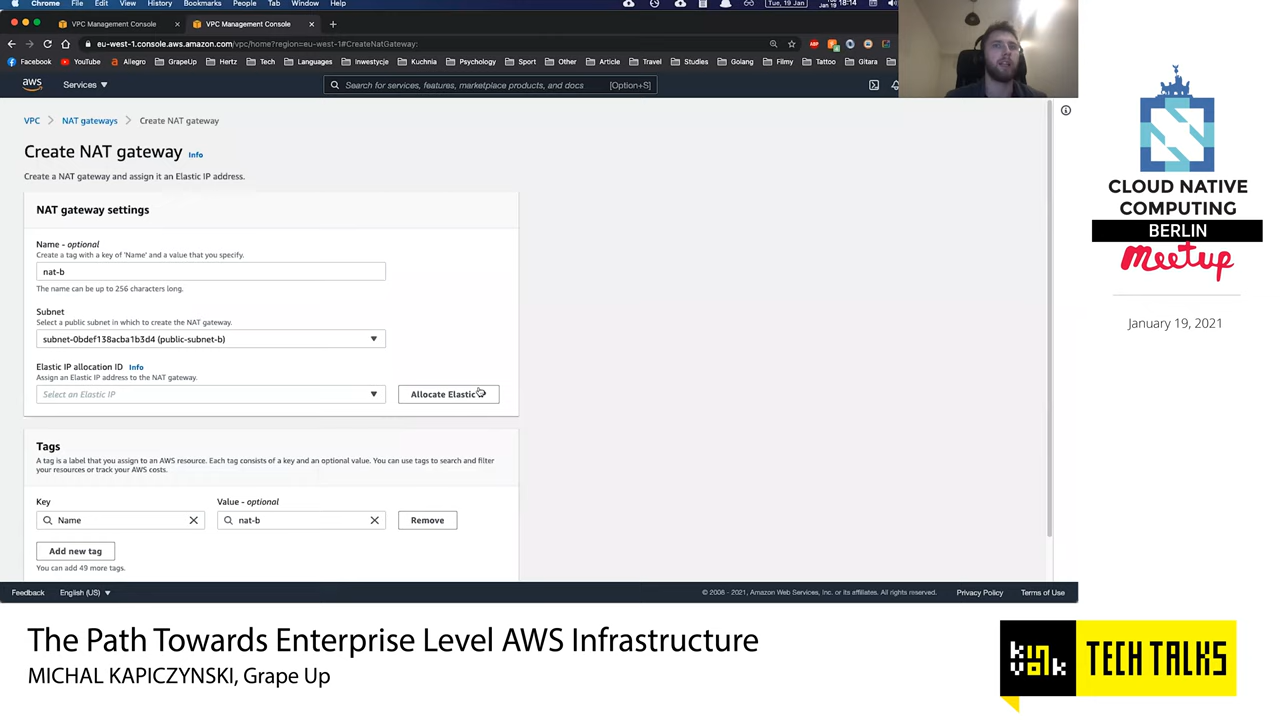 Chrome File Edit View History Bookmarks People Tab Window Help
Tue, 19 Jan
Jan 19
18:14
VPC Management Console
VPC Management Console
eu-west-1.console.aws.amazon.com/vpc/home?region=eu-west-1#CreateNatGateway:
Facebook YouTube Allegro GrapeUp Hertz Tech Languages Inwestycje Kuchnia Psychology Sport Other Article Travel Studies Golang Filmy Tattoo Gitara
aws Services Search for services, features, marketplace products, and docs [Option+S]
VPC NAT gateways Create NAT gateway
Create NAT gateway Info
Create a NAT gateway and assign it an Elastic IP address.
NAT gateway settings
Name - optional
Create a tag with a key of 'Name' and a value that you specify.
nat-b
The name can be up to 256 characters long.
Subnet
Select a public subnet in which to create the NAT gateway.
subnet-0bdef138acba1b3d4 (public-subnet-b)
Elastic IP allocation ID Info
Assign an Elastic IP address to the NAT gateway.
Select an Elastic IP
Allocate Elastic
Tags
A tag is a label that you assign to an AWS resource. Each tag consists of a key and an optional value. You can use tags to search and filter
your resources or track your AWS costs.
Key Value - optional
Name nat-b Remove
Add new tag
You can add 49 more tags.
Feedback English (US) © 2008 - 2021, Amazon Web Services, Inc. or its affiliates. All rights reserved. Privacy Policy Terms of Use
CLOUD NATIVE
COMPUTING
BERLIN
Meetup
January 19, 2021
The Path Towards Enterprise Level AWS Infrastructure
MICHAL KAPICZYNSKI, Grape Up
kinvolk
TECH TALKS